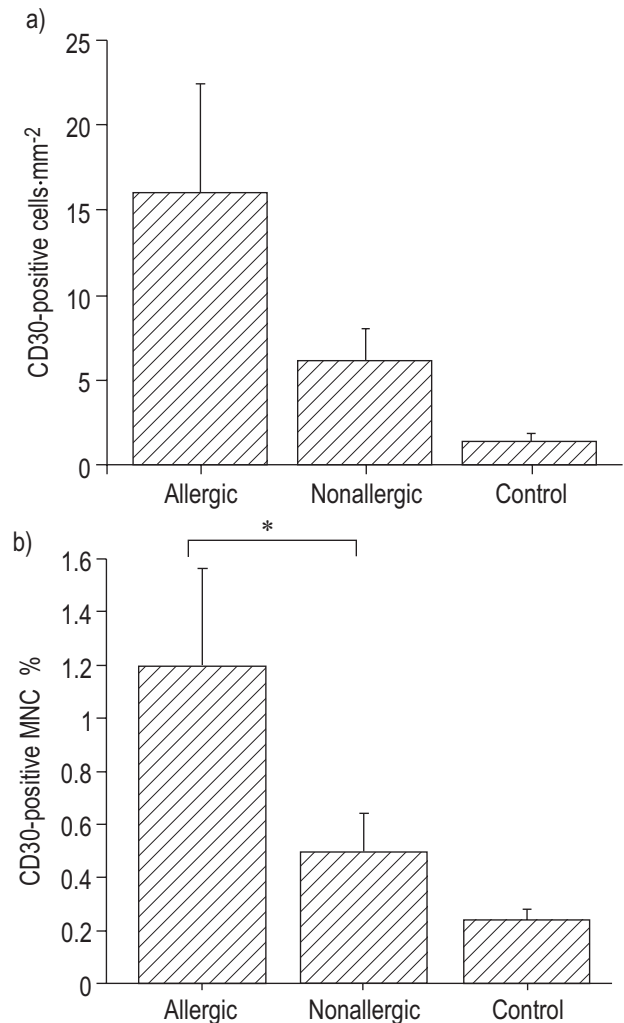 a)
CD30-positive cells·mm-2
25
20
15
10
5
0
Allergic Nonallergic Control
b)
*
CD30-positive MNC %
1.6
1.4
1.2
1
0.8
0.6
0.4
0.2
0
Allergic Nonallergic Control